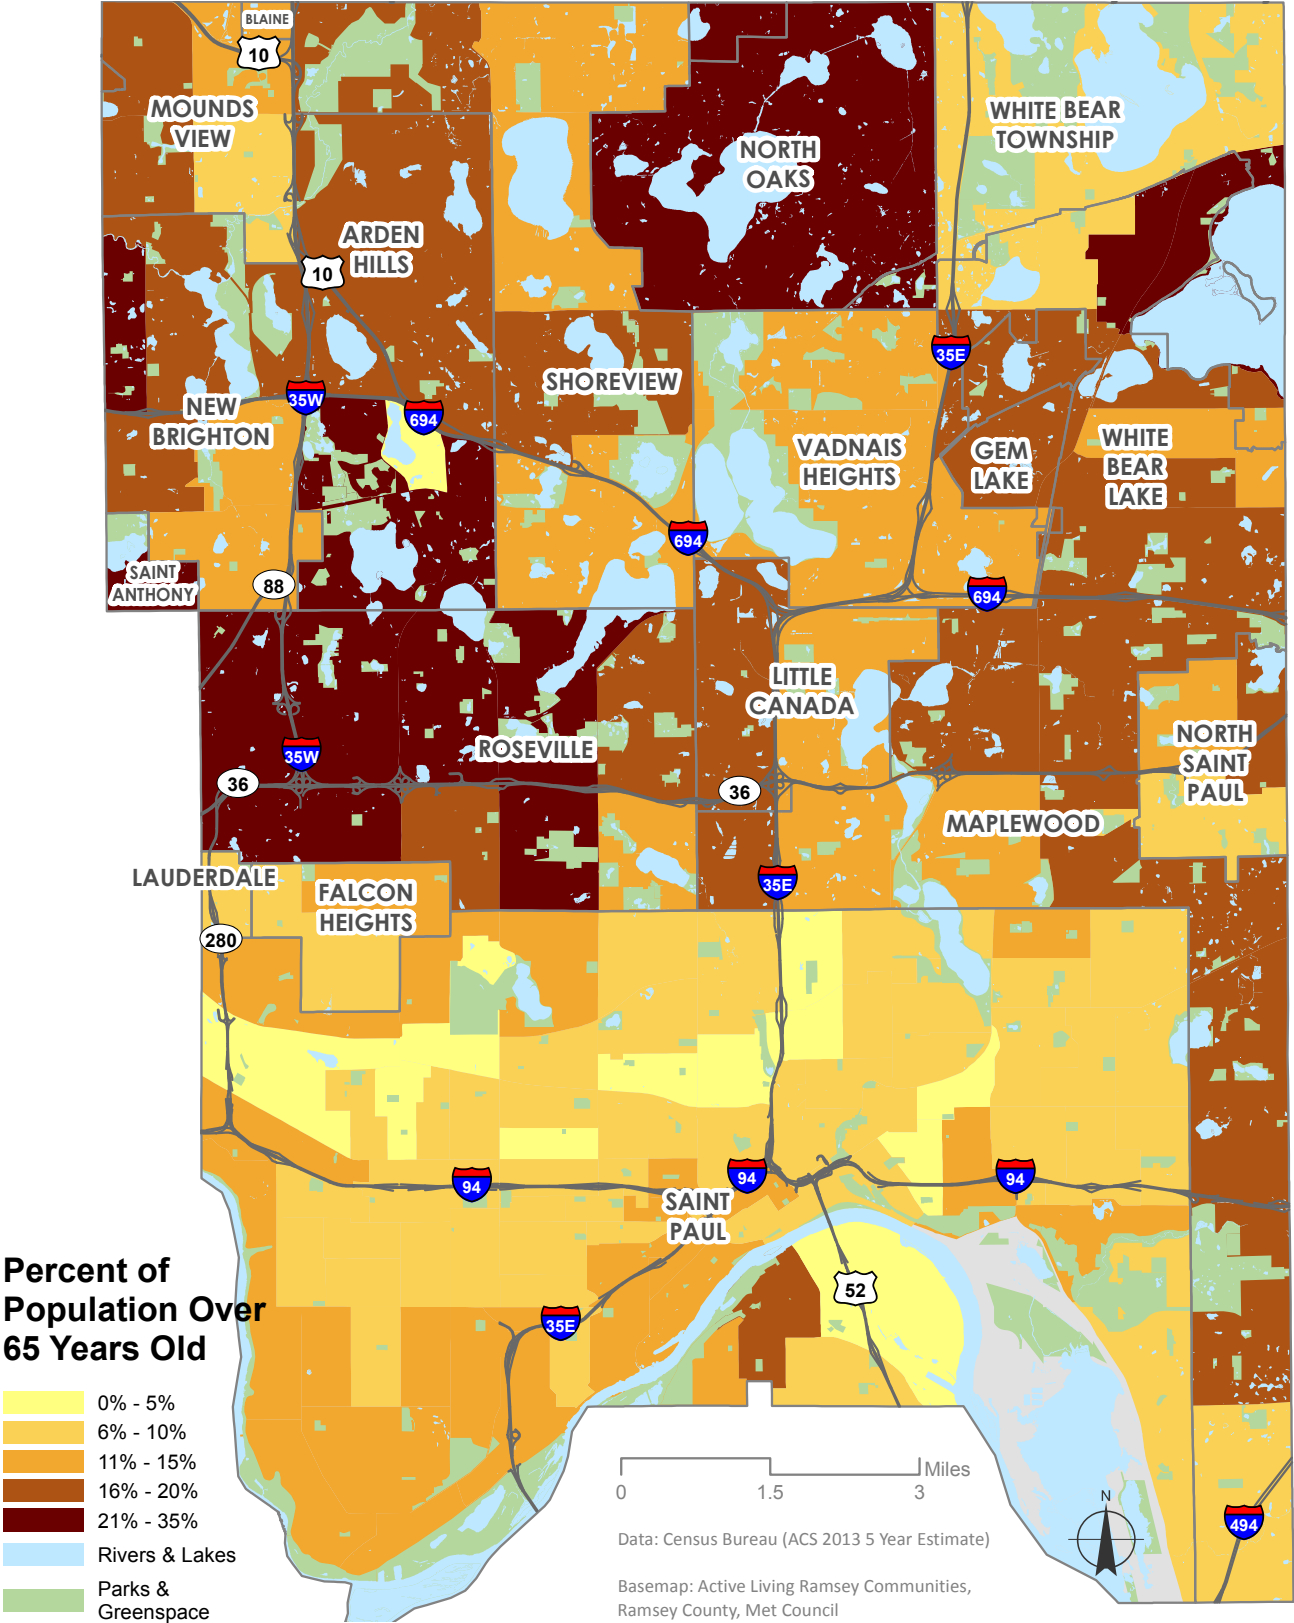 BLAINE
10
MOUNDS
VIEW
WHITE BEAR
TOWNSHIP
NORTH
OAKS
ARDEN
HILLS
10
35E
SHOREVIEW
35W
NEW
BRIGHTON
694
VADNAIS
HEIGHTS
GEM
LAKE
WHITE
BEAR
LAKE
694
SAINT
ANTHONY
88
694
LITTLE
CANADA
ROSEVILLE
35W
NORTH
SAINT
PAUL
36
36
MAPLEWOOD
LAUDERDALE
FALCON
HEIGHTS
35E
280
94
94
94
SAINT
PAUL
52
35E
Percent of
Population Over
65 Years Old
0% - 5%
6% - 10%
11% - 15%
16% - 20%
21% - 35%
Rivers & Lakes
Parks &
Greenspace
Miles
0 1.5 3
Data: Census Bureau (ACS 2013 5 Year Estimate)
Basemap: Active Living Ramsey Communities,
Ramsey County, Met Council
N
494